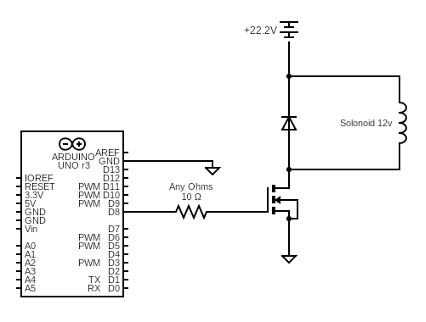 +22.2V
Solonoid 12v
ARDUINO
UNO r3
AREF
GND
D13
D12
IOREF
PWM D11
RESET
PWM D10
3.3V
PWM D9
5V
D8
GND
GND
Vin
D7
PWM D6
A0
PWM D5
A1
D4
A2
PWM D3
A3
D2
A4
TX D1
A5
RX D0
Any Ohms
10 Ω